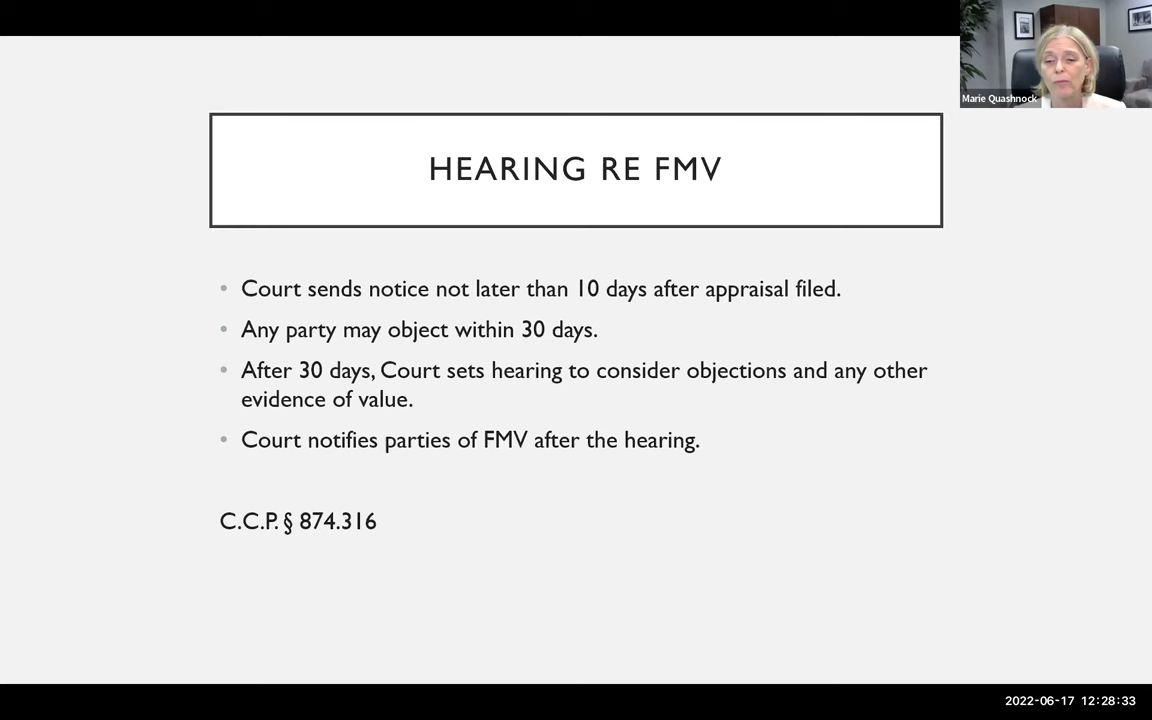 Marie Quashnock
HEARING RE FMV
• Court sends notice not later than 10 days after appraisal filed.
• Any party may object within 30 days.
• After 30 days, Court sets hearing to consider objections and any other
evidence of value.
• Court notifies parties of FMV after the hearing.
C.C.P. § 874.316
2022-06-17 12:28:33